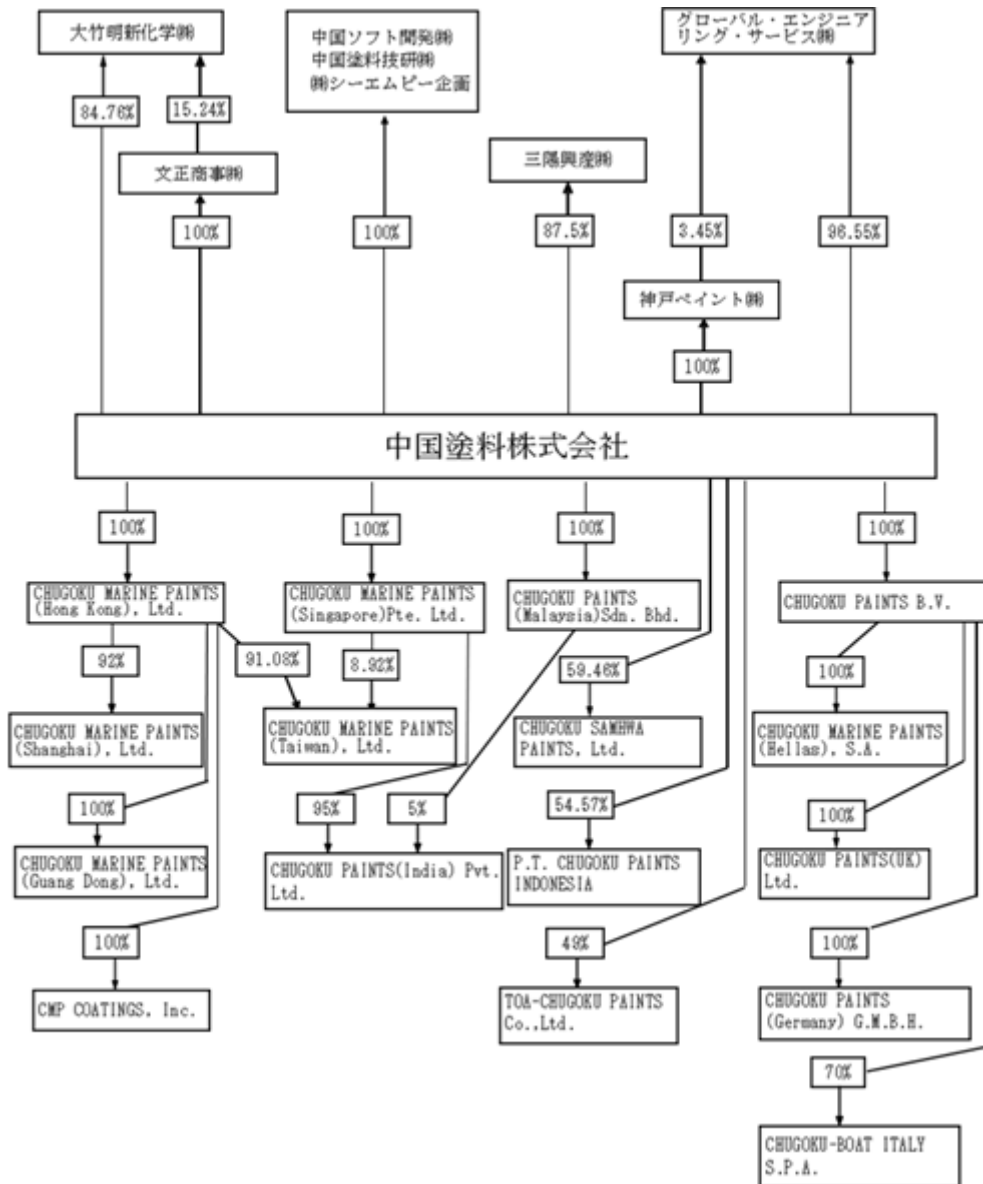 大竹明新化学㈱
中国ソフト開発㈱
中国塗料技研㈱
㈱シーエムピー企画
グローバル・エンジニア
リング・サービス㈱
84.76%
15.24%
三陽興産㈱
文正商事㈱
100%
100%
87.5%
3.45%
96.55%
神戸ペイント㈱
100%
中国塗料株式会社
100%
100%
100%
100%
CHUGOKU MARINE PAINTS
(Hong Kong), Ltd.
CHUGOKU MARINE PAINTS
(Singapore)Pte. Ltd.
CHUGOKU PAINTS
(Malaysia)Sdn. Bhd.
CHUGOKU PAINTS B.V.
92%
91.08%
8.92%
59.46%
100%
CHUGOKU MARINE PAINTS
(Shanghai), Ltd.
CHUGOKU MARINE PAINTS
(Taiwan), Ltd.
CHUGOKU SAMHWA
PAINTS, Ltd.
CHUGOKU MARINE PAINTS
(Hellas), S.A.
100%
95%
5%
54.57%
100%
CHUGOKU MARINE PAINTS
(Guang Dong), Ltd.
CHUGOKU PAINTS(India) Pvt.
Ltd.
P.T. CHUGOKU PAINTS
INDONESIA
CHUGOKU PAINTS(UK)
Ltd.
100%
49%
100%
CMP COATINGS, Inc.
TOA-CHUGOKU PAINTS
Co.,Ltd.
CHUGOKU PAINTS
(Germany) G.M.B.H.
70%
CHUGOKU-BOAT ITALY
S.P.A.